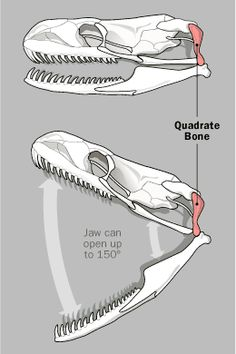 Quadrate
Bone
Jaw can
open up
to 150°